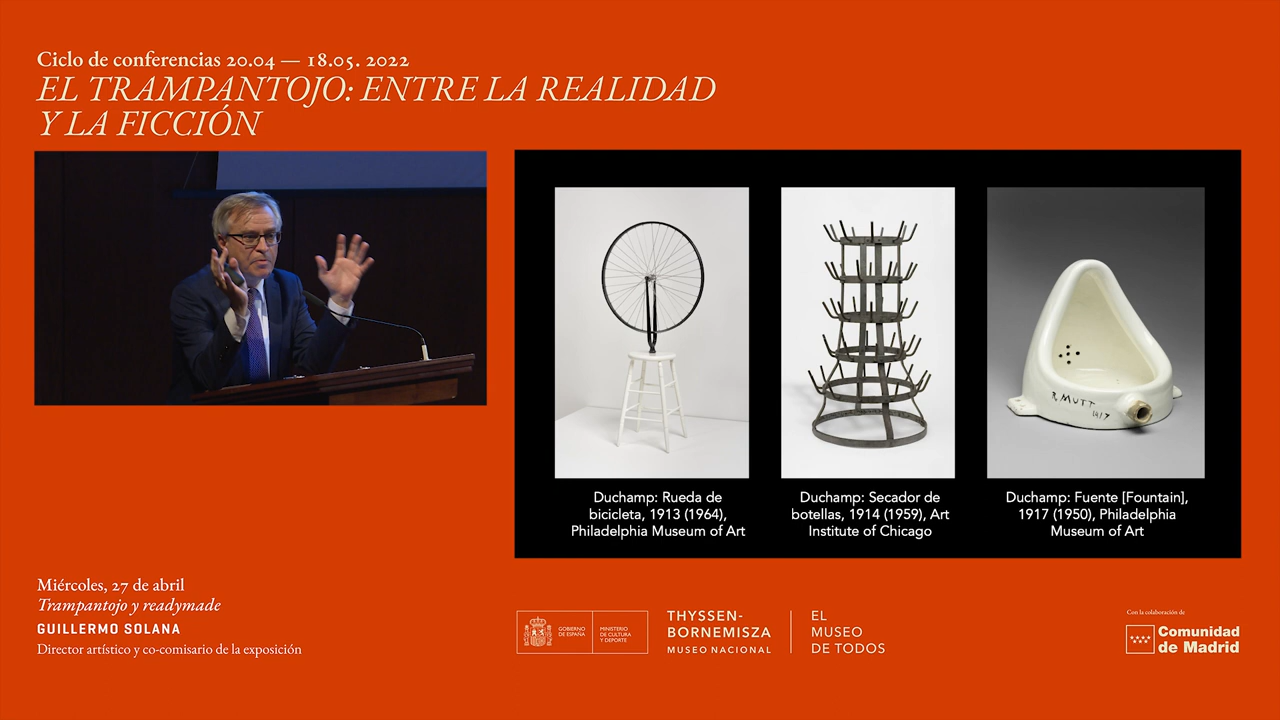 Ciclo de conferencias 20.04 — 18.05. 2022
EL TRAMPANTOJO: ENTRE LA REALIDAD
Y LA FICCIÓN
R. MUTT
1917
Duchamp: Rueda de
bicicleta, 1913 (1964),
Philadelphia Museum of Art
Duchamp: Secador de
botellas, 1914 (1959), Art
Institute of Chicago
Duchamp: Fuente [Fountain],
1917 (1950), Philadelphia
Museum of Art
Miércoles, 27 de abril
Trampantojo y readymade
GUILLERMO SOLANA
Director artístico y co-comisario de la exposición
GOBIERNO
DE ESPAÑA
MINISTERIO
DE CULTURA
Y DEPORTE
THYSSEN-
BORNEMISZA
MUSEO NACIONAL
EL
MUSEO
DE TODOS
Con la colaboración de
Comunidad
de Madrid